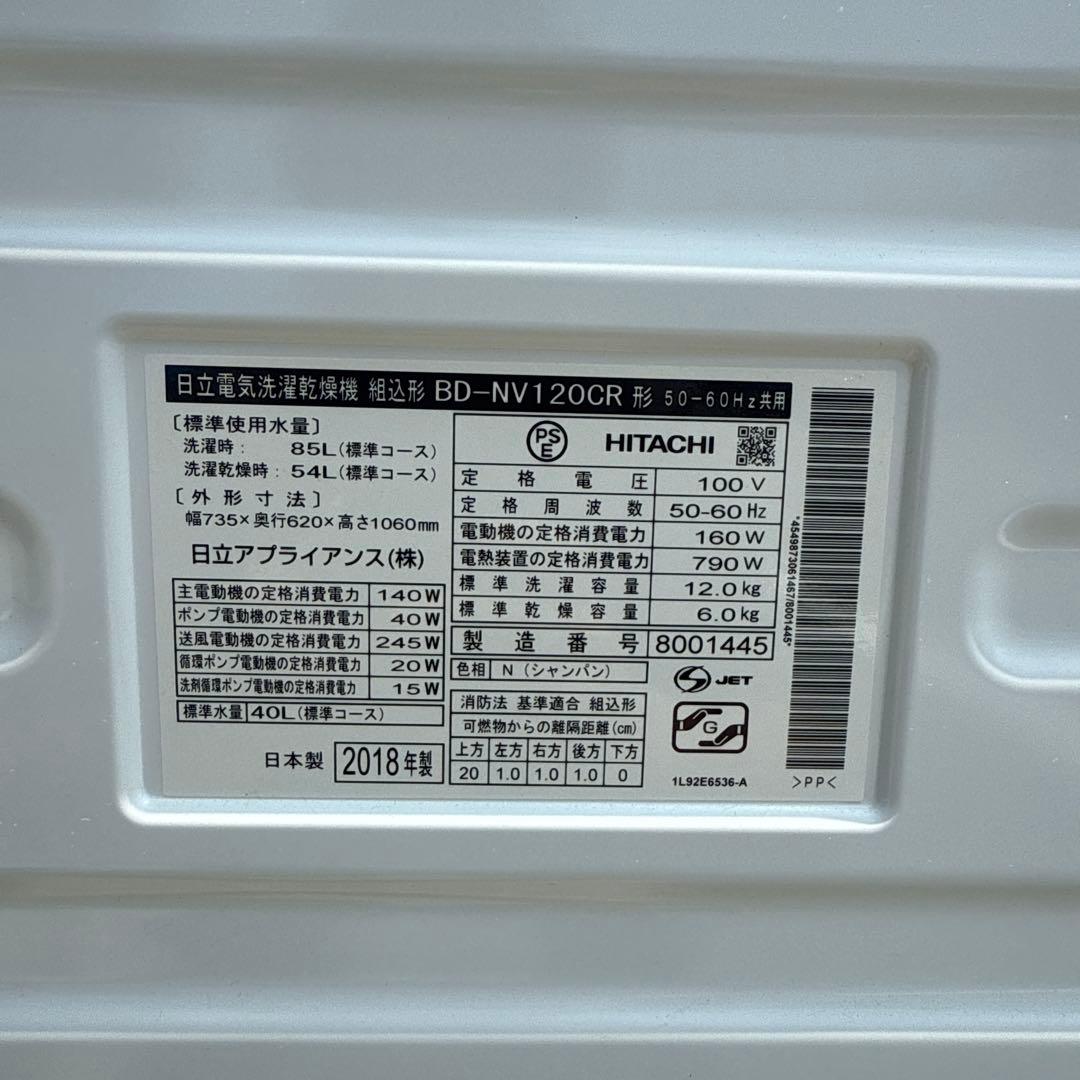 日立電気洗濯乾燥機 組込形 BD-NV120CR 形 50-60Hz共用
〔標準使用水量〕
洗濯時: 85L(標準コース)
洗濯乾燥時: 54L(標準コース)
〔外形寸法〕
幅735×奥行620×高さ1060mm
日立アプライアンス(株)
主電動機の定格消費電力 140W
ポンプ電動機の定格消費電力 40W
送風電動機の定格消費電力 245W
循環ポンプ電動機の定格消費電力 20W
洗剤循環ポンプ電動機の定格消費電力 15W
標準水量 40L(標準コース)
日本製 2018年製
PSE HITACHI
定格電圧 100V
定格周波数 50-60Hz
電動機の定格消費電力 160W
電熱装置の定格消費電力 790W
標準洗濯容量 12.0kg
標準乾燥容量 6.0kg
製造番号 8001445
色相 N(シャンパン)
消防法 基準適合 組込形
可燃物からの離隔距離(cm)
上方 左方 右方 後方 下方
20 1.0 1.0 1.0 0
S JET
G
1L92E6536-A
*4549873061467/8001445*
>PP<